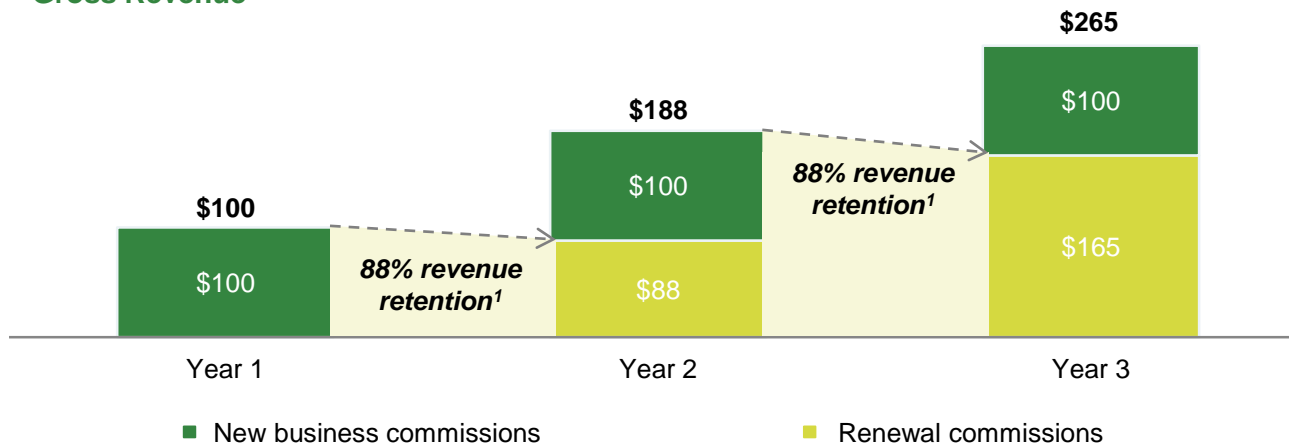 Gross Revenue
$265
$100
$188
88% revenue
retention¹
$100
$100
$165
88% revenue
retention¹
$100
$88
Year 1
Year 2
Year 3
New business commissions
Renewal commissions